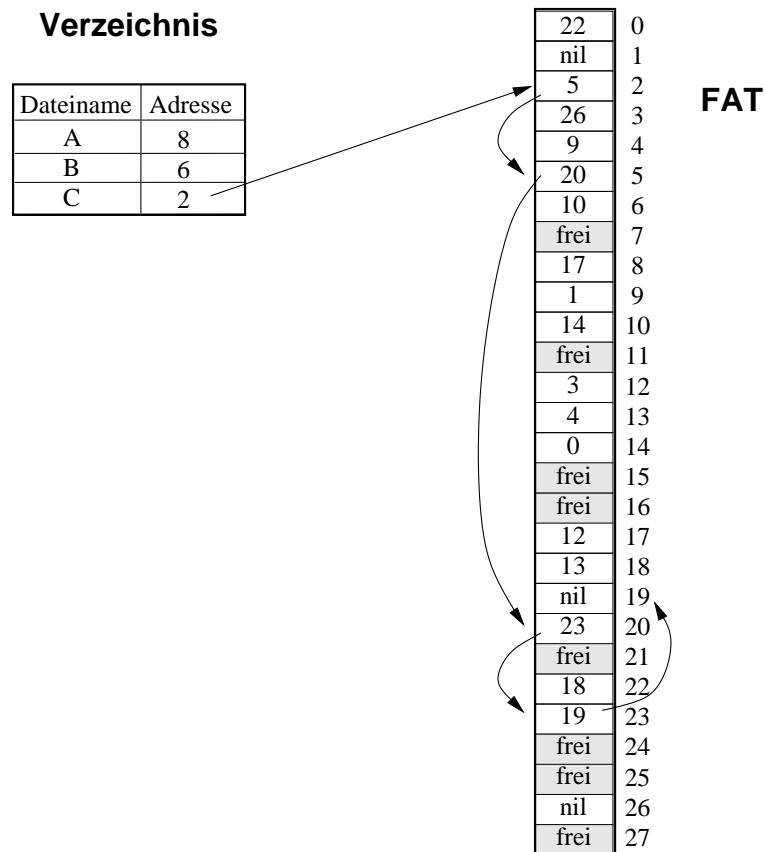 Verzeichnis
Dateiname Adresse
A 8
B 6
C 2
FAT
22 0
nil 1
5 2
26 3
9 4
20 5
10 6
frei 7
17 8
1 9
14 10
frei 11
3 12
4 13
0 14
frei 15
frei 16
12 17
13 18
nil 19
23 20
frei 21
18 22
19 23
frei 24
frei 25
nil 26
frei 27